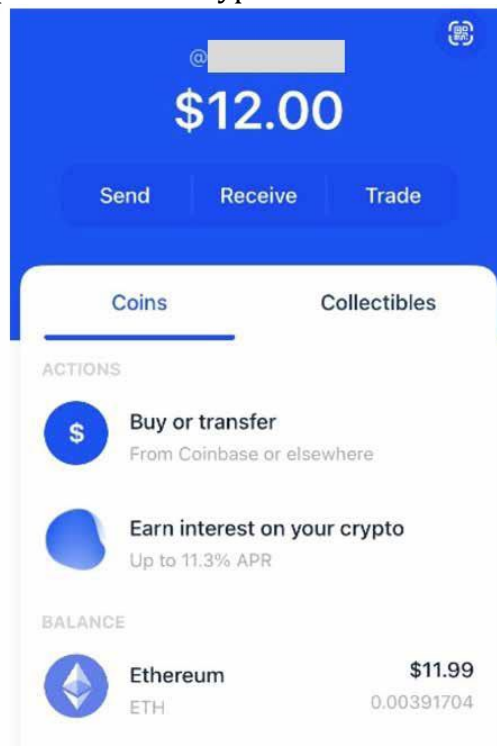 @
$12.00
Send Receive Trade
Coins Collectibles
ACTIONS
$
Buy or transfer
From Coinbase or elsewhere
Earn interest on your crypto
Up to 11.3% APR
BALANCE
Ethereum $11.99
ETH 0.00391704